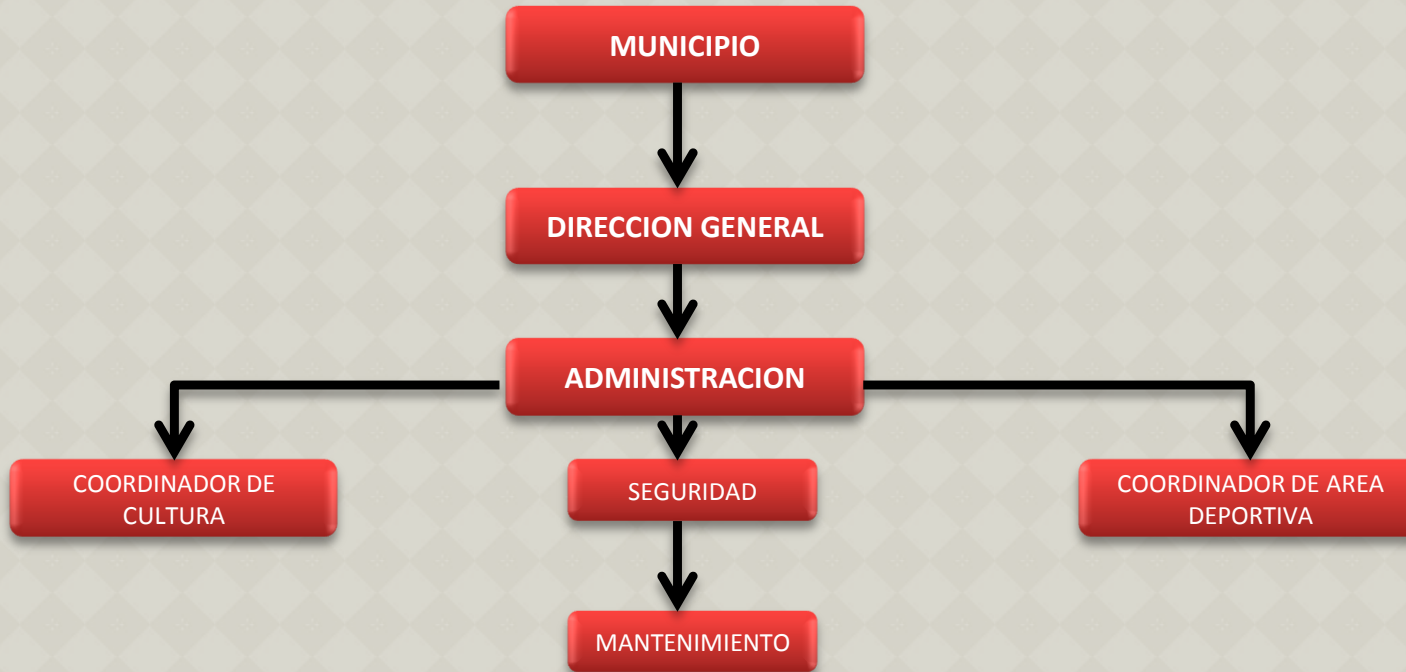 MUNICIPIO
DIRECCION GENERAL
ADMINISTRACION
COORDINADOR DE
CULTURA
SEGURIDAD
COORDINADOR DE AREA
DEPORTIVA
MANTENIMIENTO